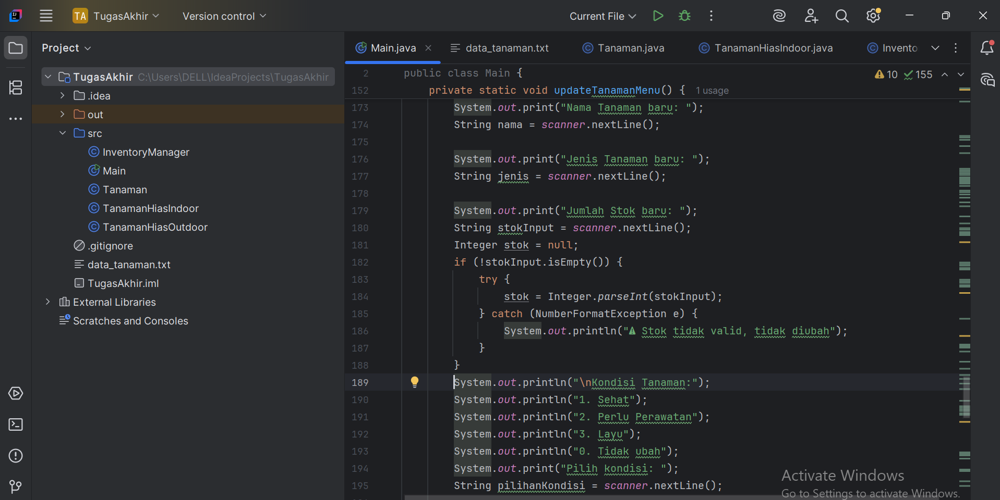 TA TugasAkhir Version control Current File
Project
TugasAkhir C:\Users\DELL\IdeaProjects\TugasAkhir
.idea
out
src
InventoryManager
Main
Tanaman
TanamanHiasIndoor
TanamanHiasOutdoor
.gitignore
data_tanaman.txt
TugasAkhir.iml
External Libraries
Scratches and Consoles
Main.java data_tanaman.txt Tanaman.java TanamanHiasIndoor.java Invento
2 public class Main { 10 155
152 private static void updateTanamanMenu() { 1 usage
173 System.out.print("Nama Tanaman baru: ");
174 String nama = scanner.nextLine();
175
176 System.out.print("Jenis Tanaman baru: ");
177 String jenis = scanner.nextLine();
178
179 System.out.print("Jumlah Stok baru: ");
180 String stokInput = scanner.nextLine();
181 Integer stok = null;
182 if (!stokInput.isEmpty()) {
183 try {
184 stok = Integer.parseInt(stokInput);
185 } catch (NumberFormatException e) {
186 System.out.println("⚠ Stok tidak valid, tidak diubah");
187 }
188 }
189 System.out.println("\nKondisi Tanaman:");
190 System.out.println("1. Sehat");
191 System.out.println("2. Perlu Perawatan");
192 System.out.println("3. Layu");
193 System.out.println("0. Tidak ubah");
194 System.out.print("Pilih kondisi: ");
195 String pilihanKondisi = scanner.nextLine();
Activate Windows
Go to Settings to activate Windows.